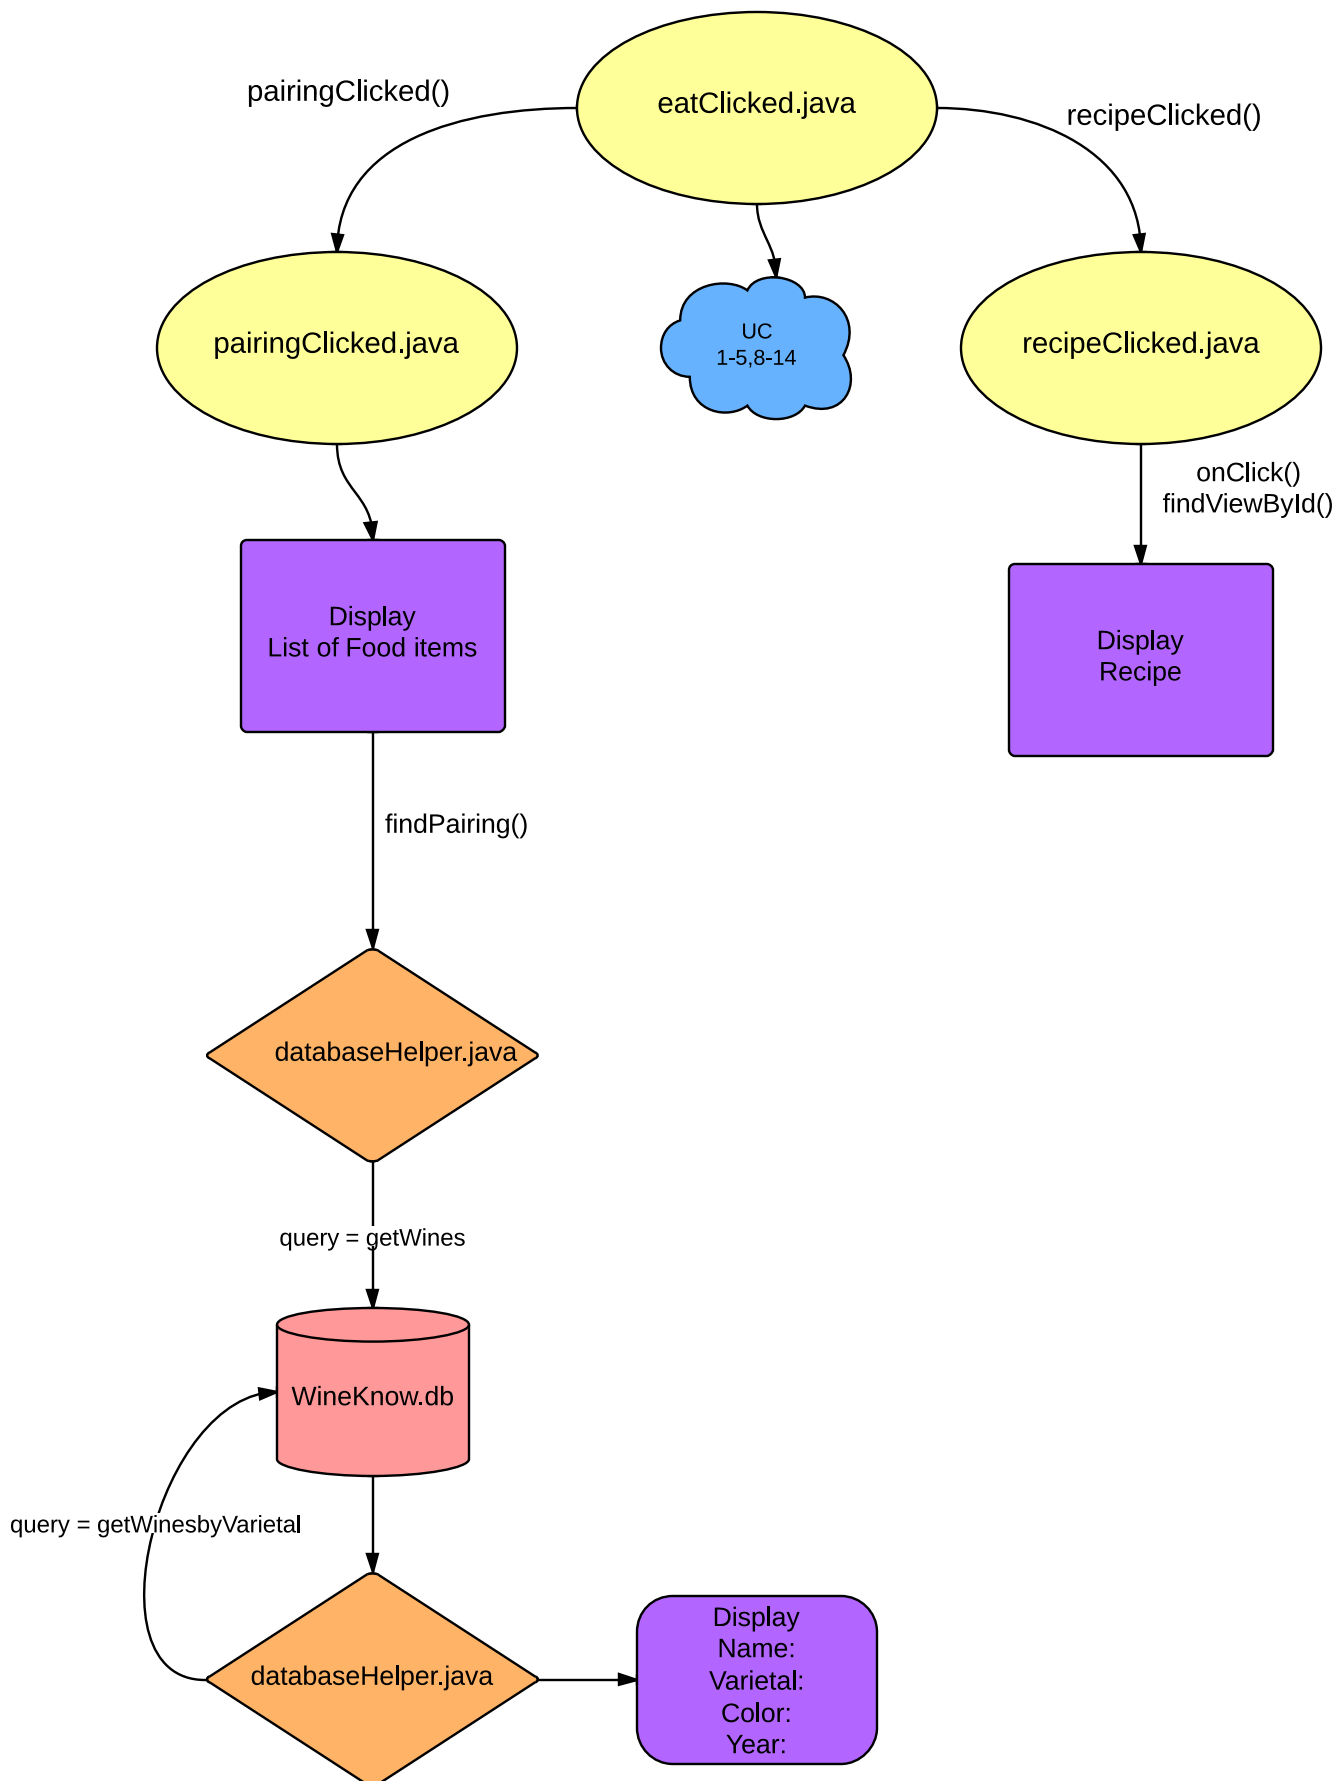 pairingClicked()
eatClicked.java
recipeClicked()
pairingClicked.java
UC
1-5,8-14
recipeClicked.java
onClick()
findViewById()
Display
List of Food items
Display
Recipe
findPairing()
databaseHelper.java
query = getWines
WineKnow.db
query = getWinesbyVarietal
databaseHelper.java
Display
Name:
Varietal:
Color:
Year: